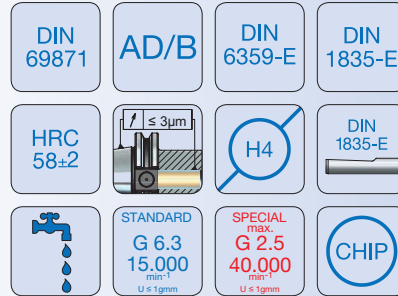 DIN
69871
AD/B
DIN
6359-E
DIN
1835-E
HRC
58±2
≤ 3µm
H4
DIN
1835-E
STANDARD
G 6.3
15.000
min⁻¹
U ≤ 1gmm
SPECIAL
max.
G 2.5
40.000
min⁻¹
U ≤ 1gmm
CHIP